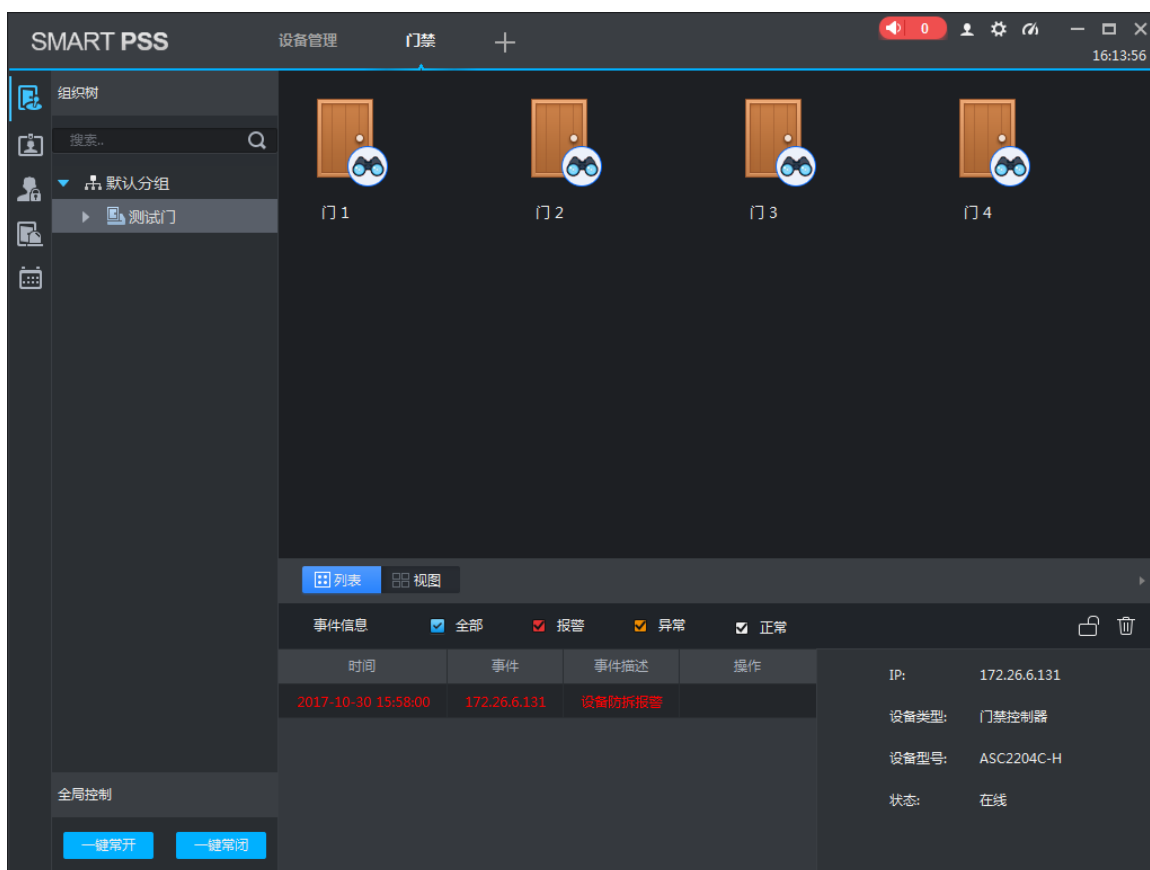 SMART PSS
设备管理
门禁
0
16:13:56
组织树
搜索..
默认分组
测试门
门 1
门 2
门 3
门 4
列表
视图
事件信息
全部
报警
异常
正常
时间 事件 事件描述 操作
2017-10-30 15:58:00 172.26.6.131 设备防拆报警
IP: 172.26.6.131
设备类型: 门禁控制器
设备型号: ASC2204C-H
状态: 在线
全局控制
一键常开
一键常闭